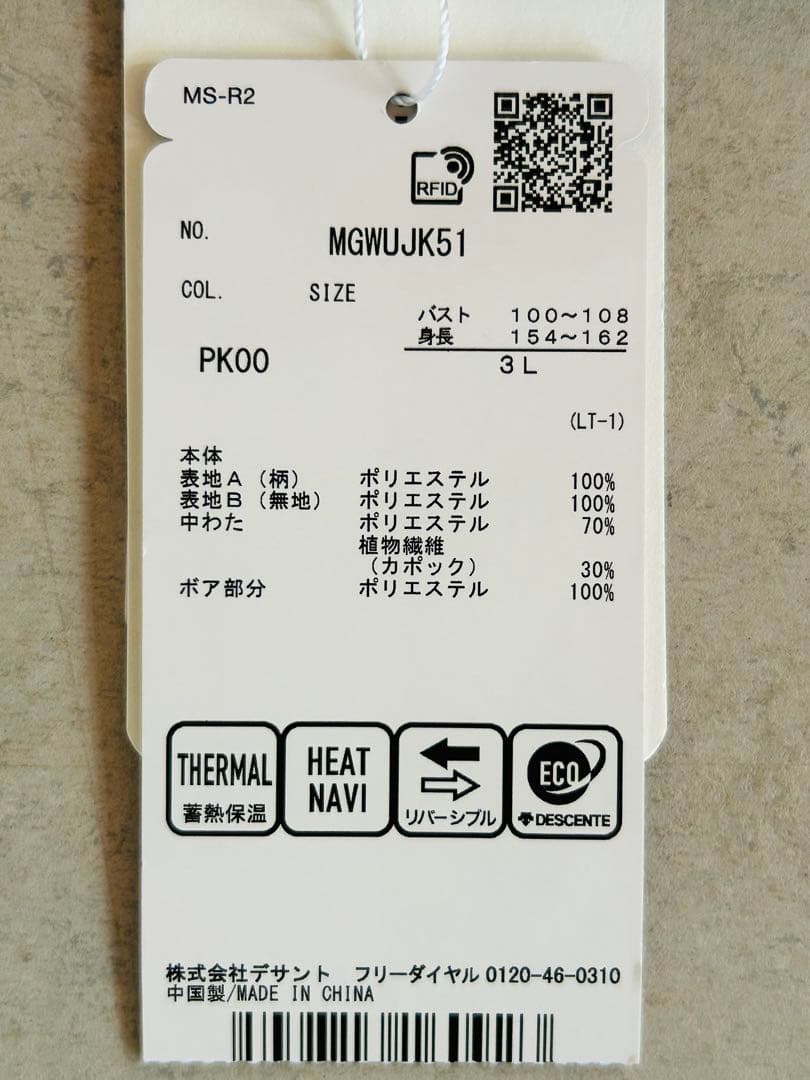 MS-R2
RFID
NO. MGWUJK51
COL. SIZE
バスト 100~108
身長 154~162
PK00 3L
(LT-1)
本体
表地A(柄) ポリエステル 100%
表地B(無地) ポリエステル 100%
中わた ポリエステル 70%
植物繊維
(カポック) 30%
ボア部分 ポリエステル 100%
THERMAL
蓄熱保温
HEAT
NAVI
リバーシブル
ECO
DESCENTE
株式会社デサント フリーダイヤル 0120-46-0310
中国製/MADE IN CHINA